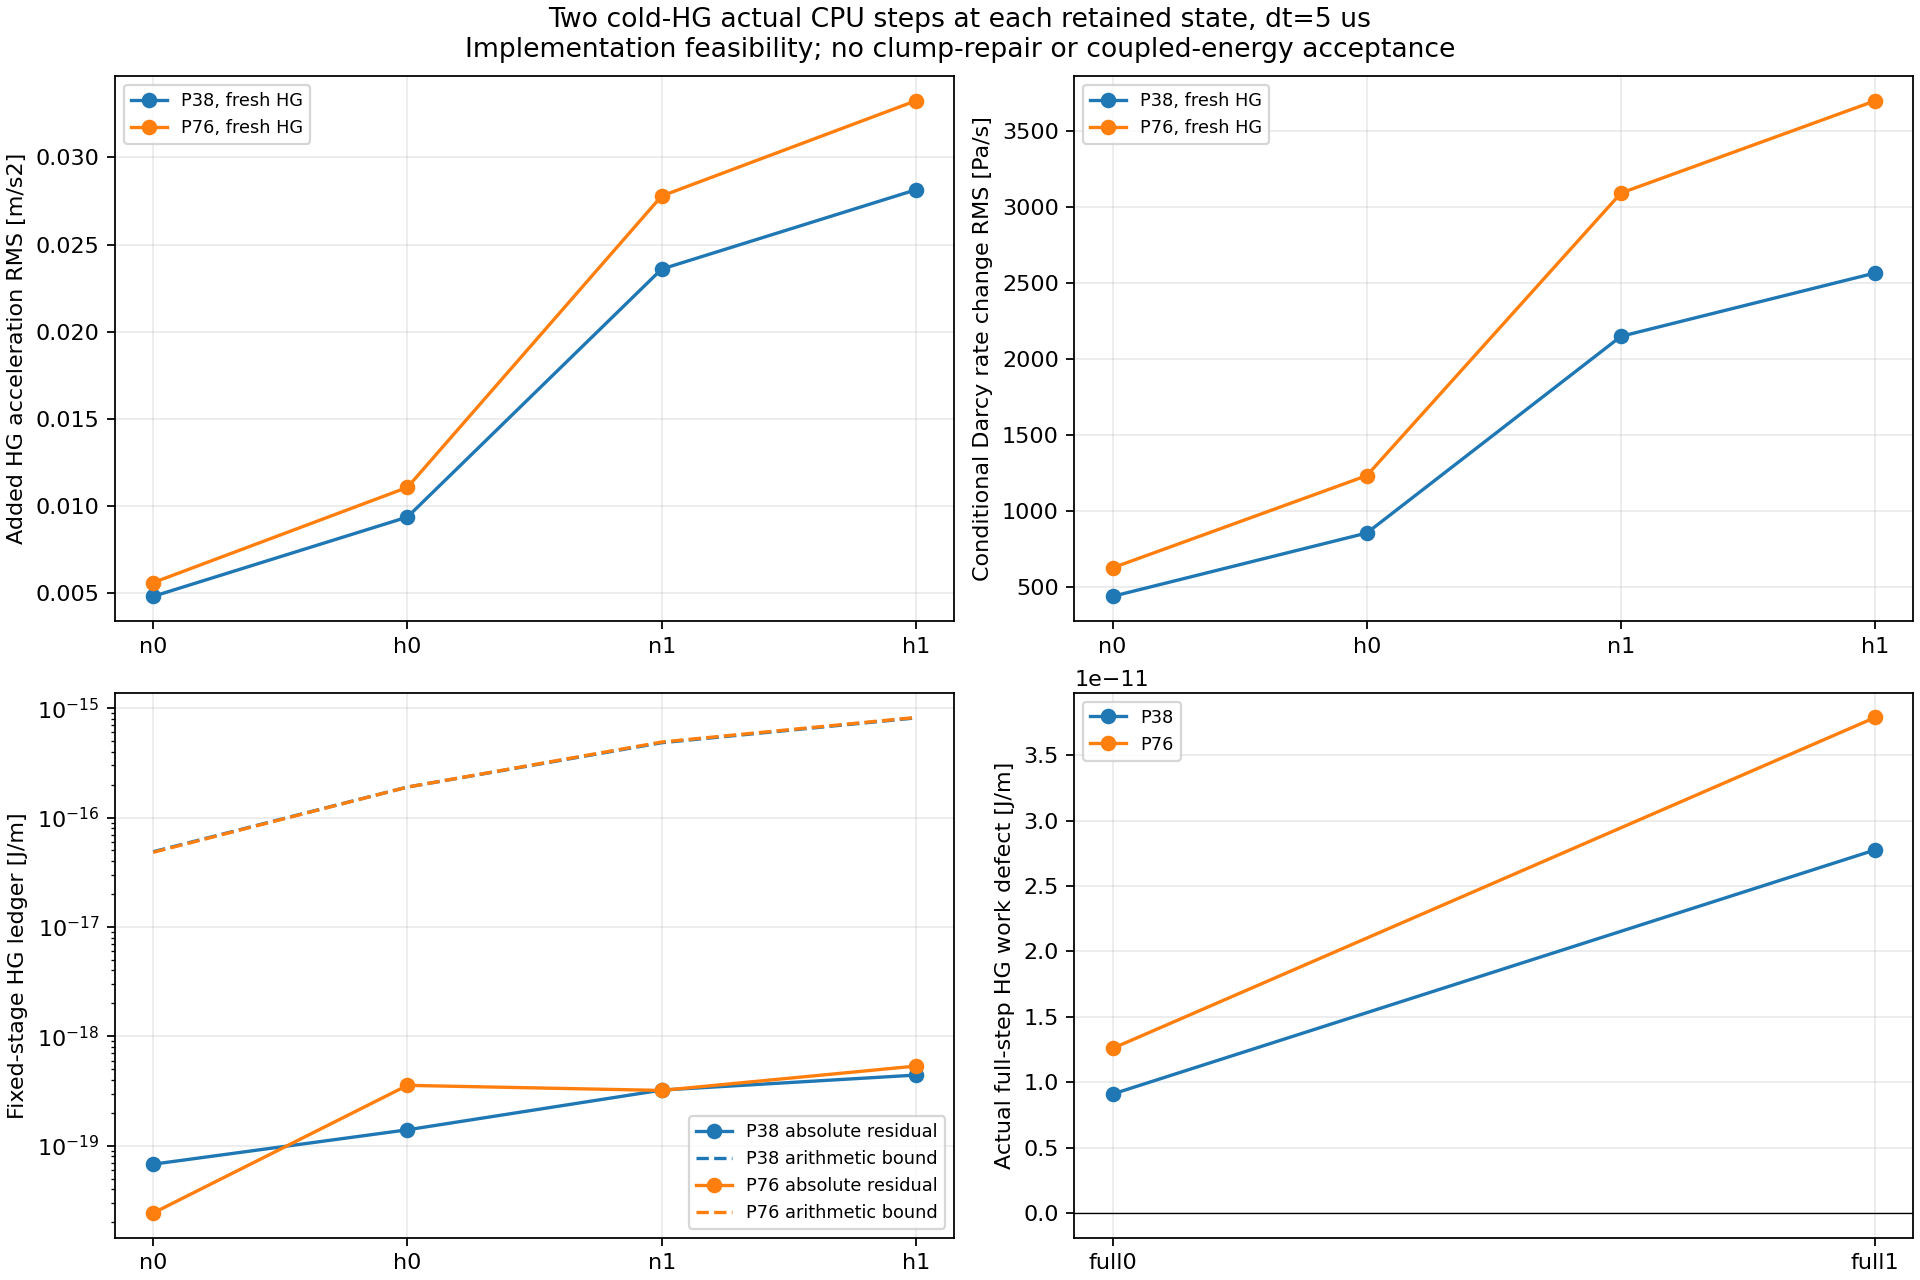 Two cold-HG actual CPU steps at each retained state, dt=5 us
Implementation feasibility; no clump-repair or coupled-energy acceptance
Added HG acceleration RMS [m/s2]
0.030
0.025
0.020
0.015
0.010
0.005
P38, fresh HG
P76, fresh HG
n0
h0
n1
h1
Conditional Darcy rate change RMS [Pa/s]
3500
3000
2500
2000
1500
1000
500
P38, fresh HG
P76, fresh HG
n0
h0
n1
h1
Fixed-stage HG ledger [J/m]
10⁻¹⁵
10⁻¹⁶
10⁻¹⁷
10⁻¹⁸
10⁻¹⁹
P38 absolute residual
P38 arithmetic bound
P76 absolute residual
P76 arithmetic bound
n0
h0
n1
h1
1e−11
Actual full-step HG work defect [J/m]
3.5
3.0
2.5
2.0
1.5
1.0
0.5
0.0
P38
P76
full0
full1